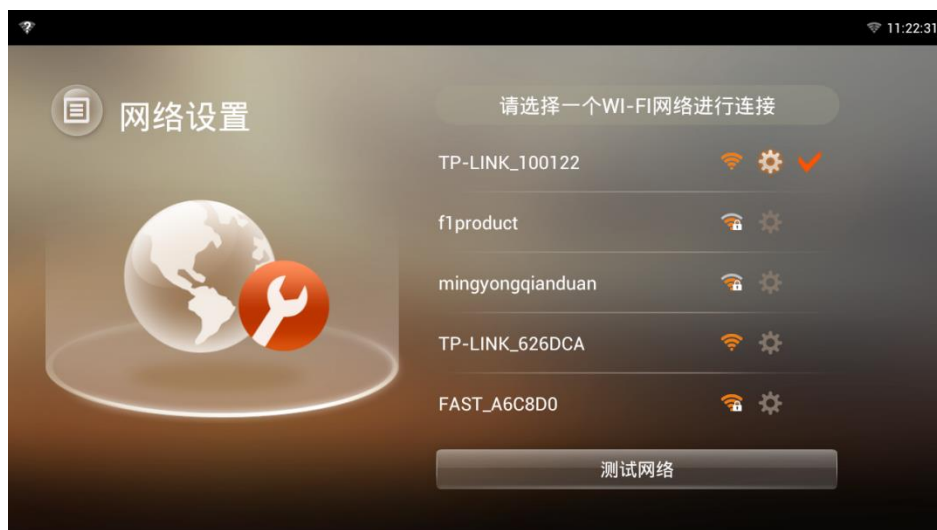 11:22:31
网络设置
请选择一个WI-FI网络进行连接
TP-LINK_100122
f1product
mingyongqianduan
TP-LINK_626DCA
FAST_A6C8D0
测试网络